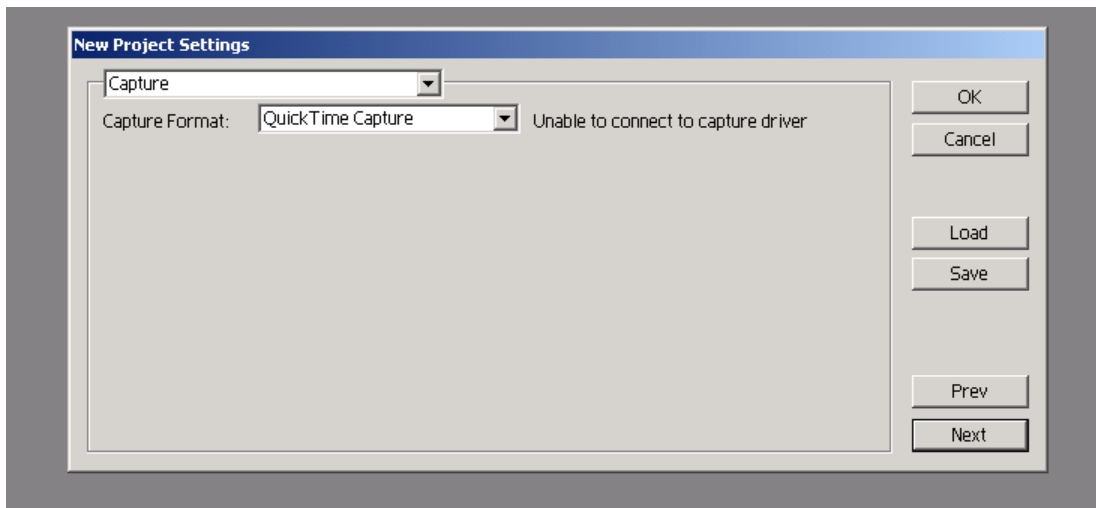 New Project Settings
Capture
Capture Format: QuickTime Capture Unable to connect to capture driver
OK
Cancel
Load
Save
Prev
Next